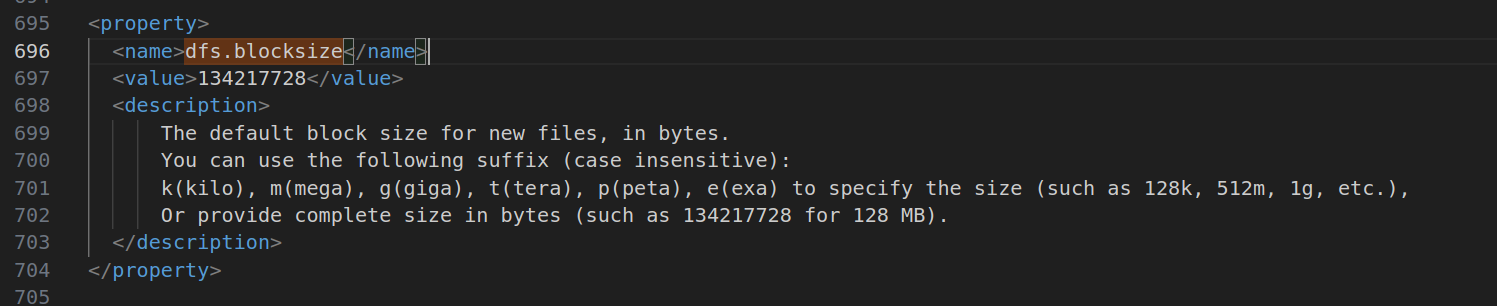 695 <property>
696 <name>dfs.blocksize</name>
697 <value>134217728</value>
698 <description>
699 The default block size for new files, in bytes.
700 You can use the following suffix (case insensitive):
701 k(kilo), m(mega), g(giga), t(tera), p(peta), e(exa) to specify the size (such as 128k, 512m, 1g, etc.),
702 Or provide complete size in bytes (such as 134217728 for 128 MB).
703 </description>
704 </property>
705